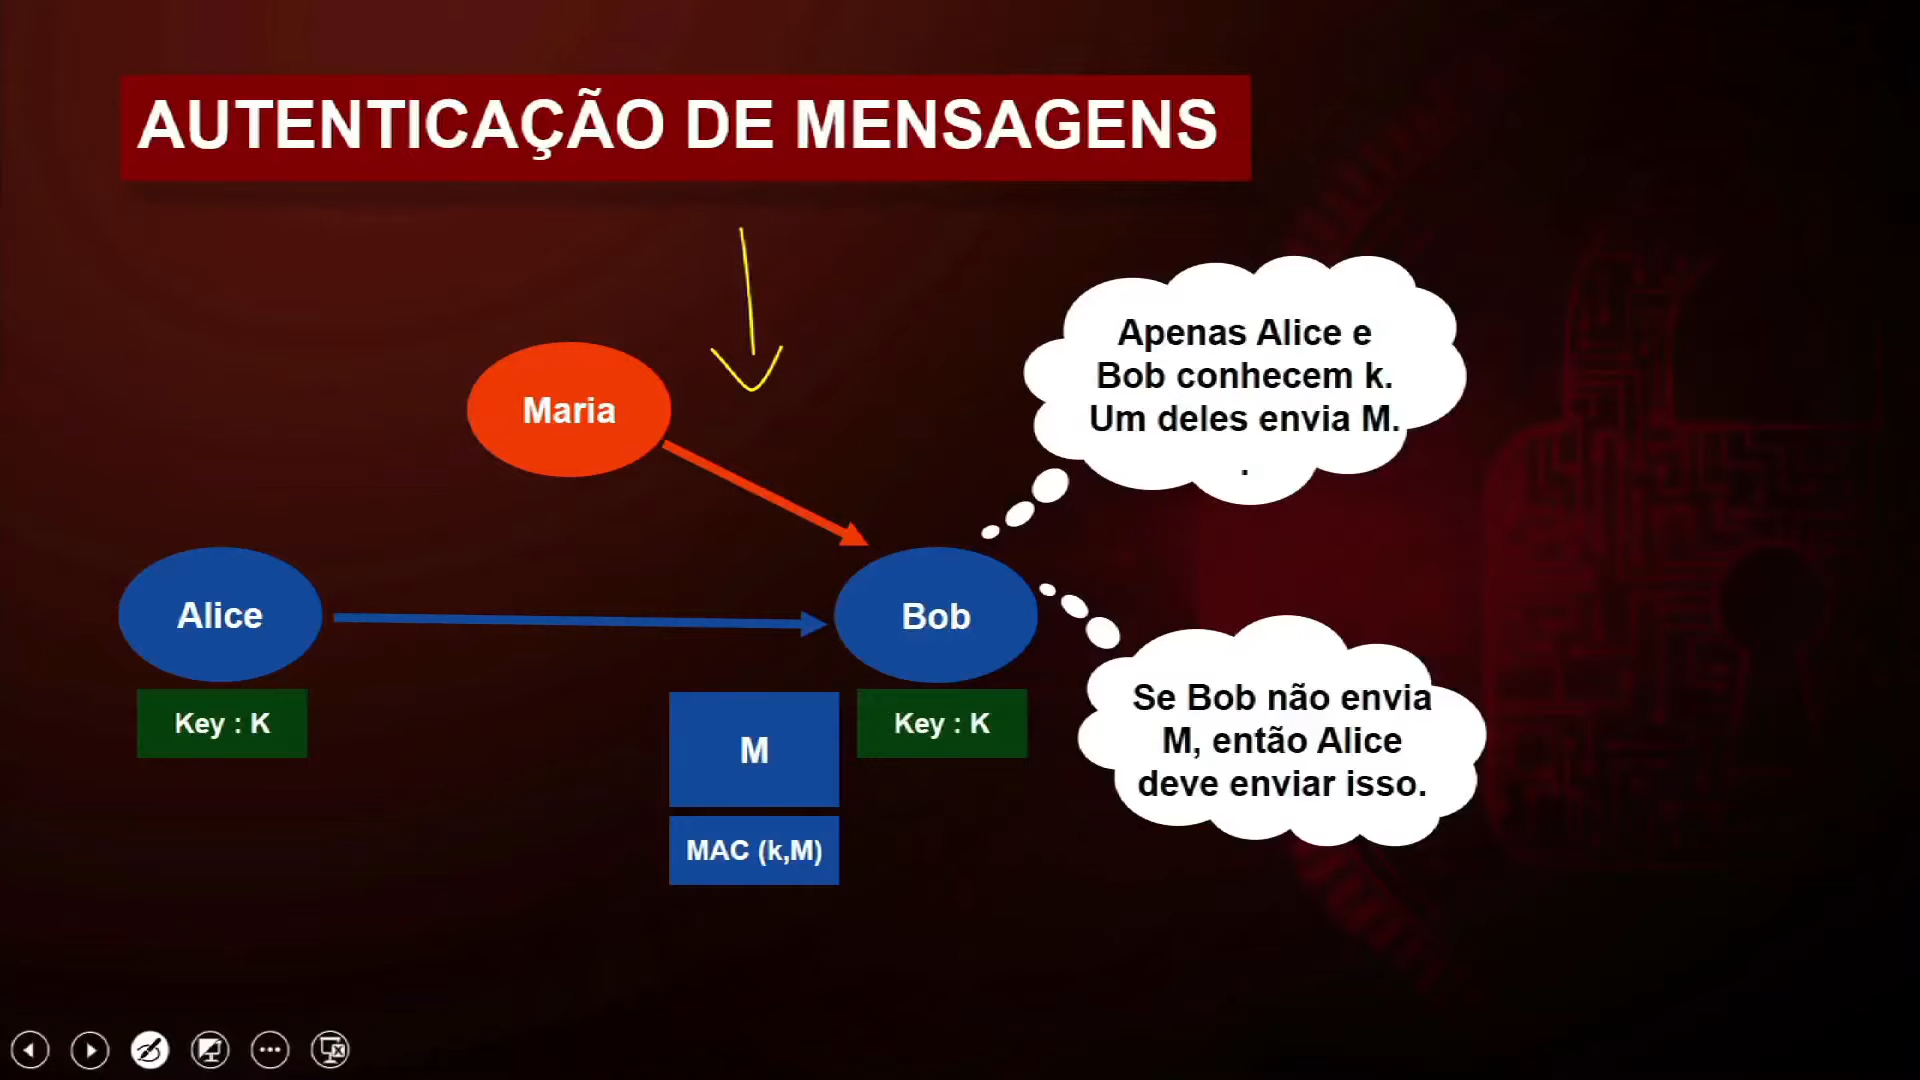 AUTENTICAÇÃO DE MENSAGENS
Apenas Alice e
Bob conhecem k.
Um deles envia M.
.
Maria
Alice
Bob
Key : K
Key : K
M
MAC (k,M)
Se Bob não envia
M, então Alice
deve enviar isso.